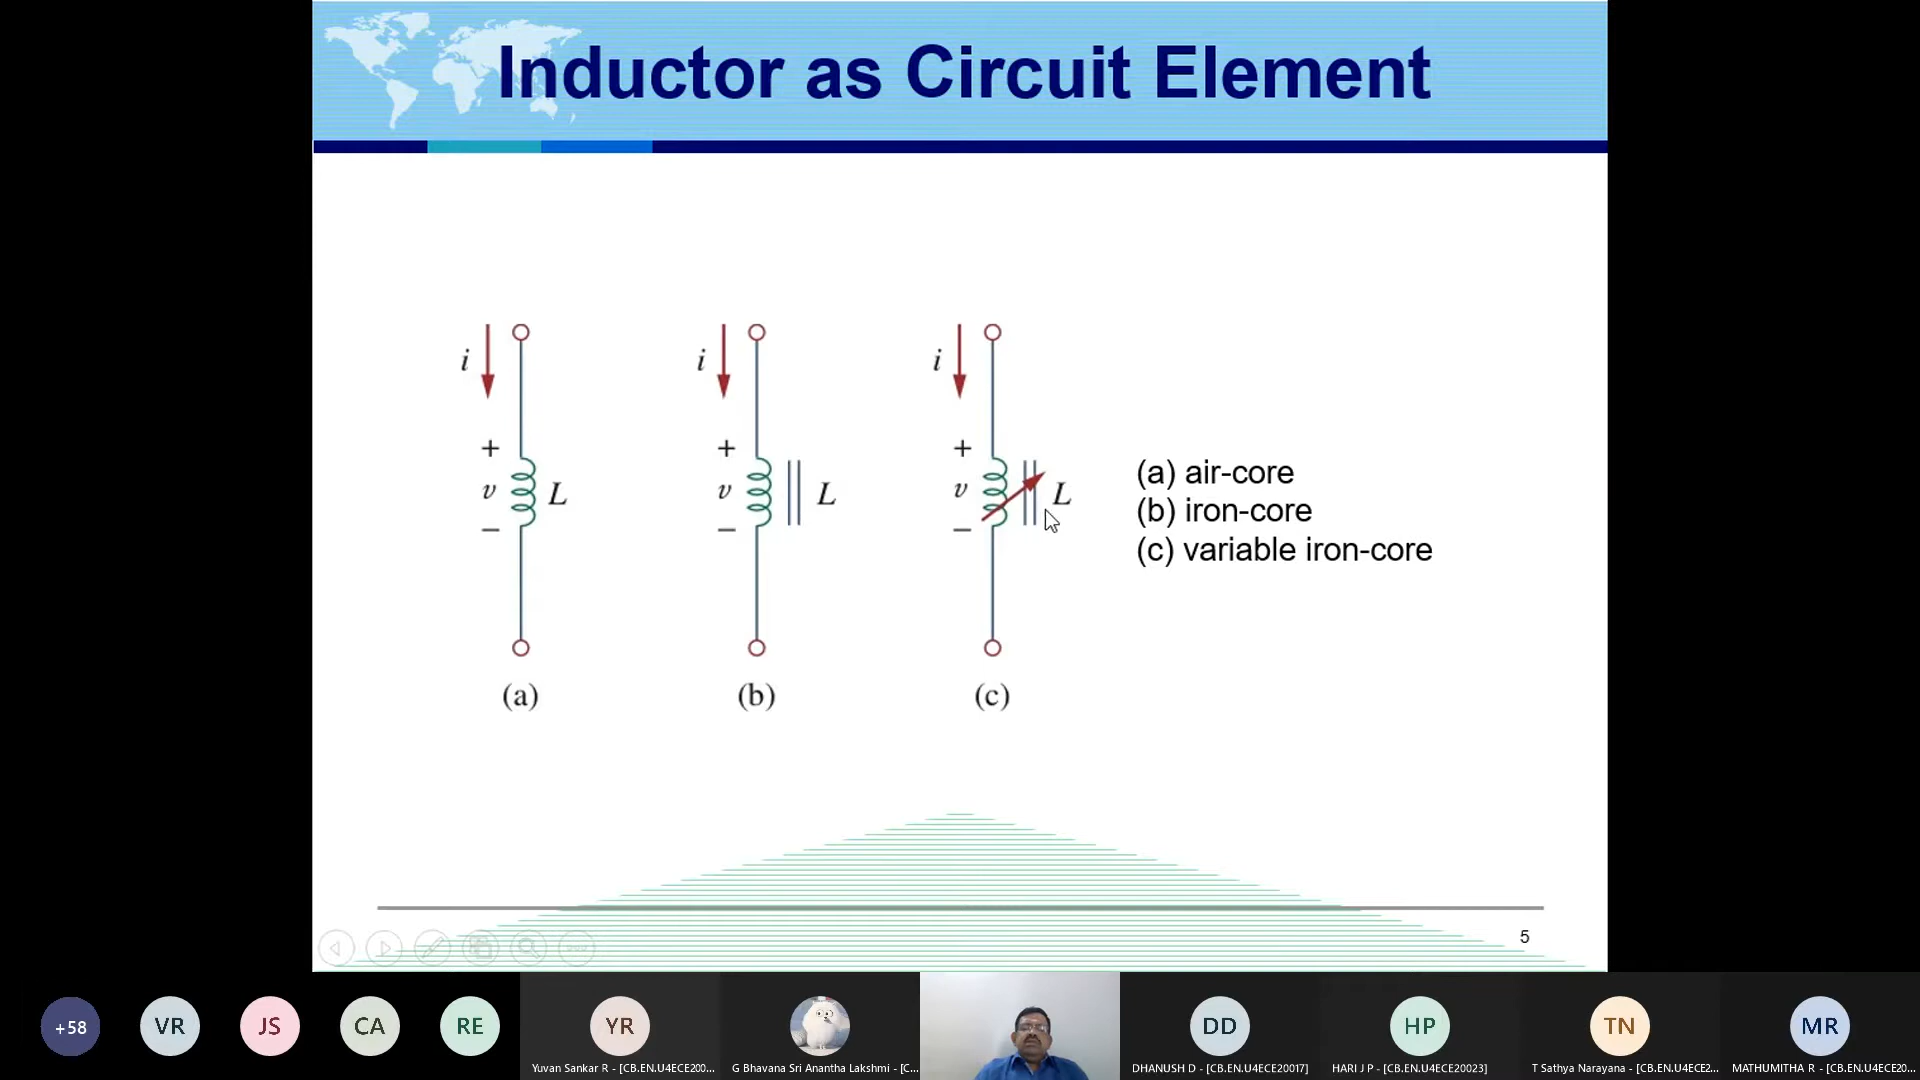 Inductor as Circuit Element
i
i
i
+
+
+
v
L
v
L
v
L
−
−
−
(a) air-core
(b) iron-core
(c) variable iron-core
(a)
(b)
(c)
5
+58
VR
JS
CA
RE
YR
DD
HP
TN
MR
Yuvan Sankar R - [CB.EN.U4ECE200...
G Bhavana Sri Anantha Lakshmi - [C...
DHANUSH D - [CB.EN.U4ECE20017]
HARI J P - [CB.EN.U4ECE20023]
T Sathya Narayana - [CB.EN.U4ECE2...
MATHUMITHA R - [CB.EN.U4ECE20...